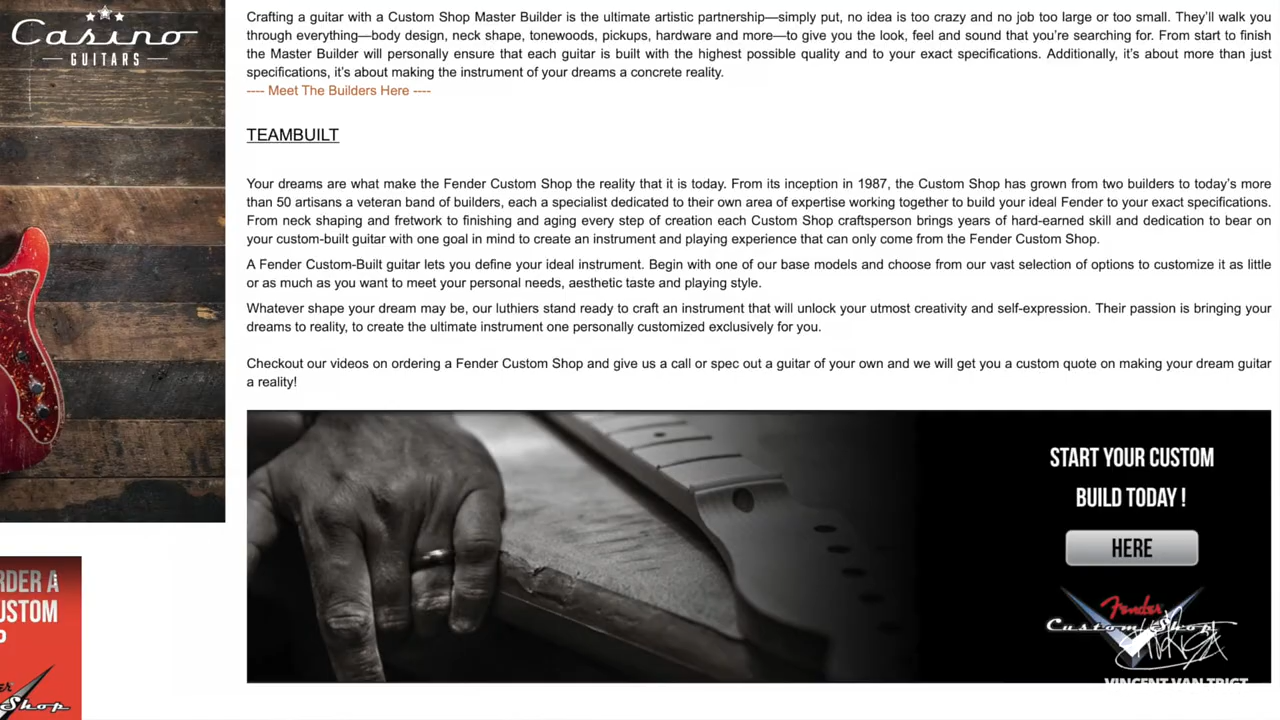 Casino
GUITARS
Crafting a guitar with a Custom Shop Master Builder is the ultimate artistic partnership—simply put, no idea is too crazy and no job too large or too small. They'll walk you
through everything—body design, neck shape, tonewoods, pickups, hardware and more—to give you the look, feel and sound that you're searching for. From start to finish
the Master Builder will personally ensure that each guitar is built with the highest possible quality and to your exact specifications. Additionally, it's about more than just
specifications, it's about making the instrument of your dreams a concrete reality.
---- Meet The Builders Here ----
TEAMBUILT
Your dreams are what make the Fender Custom Shop the reality that it is today. From its inception in 1987, the Custom Shop has grown from two builders to today's more
than 50 artisans a veteran band of builders, each a specialist dedicated to their own area of expertise working together to build your ideal Fender to your exact specifications.
From neck shaping and fretwork to finishing and aging every step of creation each Custom Shop craftsperson brings years of hard-earned skill and dedication to bear on
your custom-built guitar with one goal in mind to create an instrument and playing experience that can only come from the Fender Custom Shop.
A Fender Custom-Built guitar lets you define your ideal instrument. Begin with one of our base models and choose from our vast selection of options to customize it as little
or as much as you want to meet your personal needs, aesthetic taste and playing style.
Whatever shape your dream may be, our luthiers stand ready to craft an instrument that will unlock your utmost creativity and self-expression. Their passion is bringing your
dreams to reality, to create the ultimate instrument one personally customized exclusively for you.
Checkout our videos on ordering a Fender Custom Shop and give us a call or spec out a guitar of your own and we will get you a custom quote on making your dream guitar
a reality!
START YOUR CUSTOM
BUILD TODAY !
HERE
Fender
Custom Shop
VINCENT VAN TRIGT
RDER A
USTOM
P
er
Shop